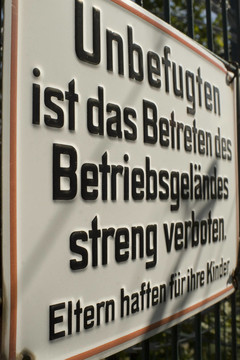 Unbefugten
ist das Betreten des
Betriebsgeländes
streng verboten.
Eltern haften für ihre Kinder